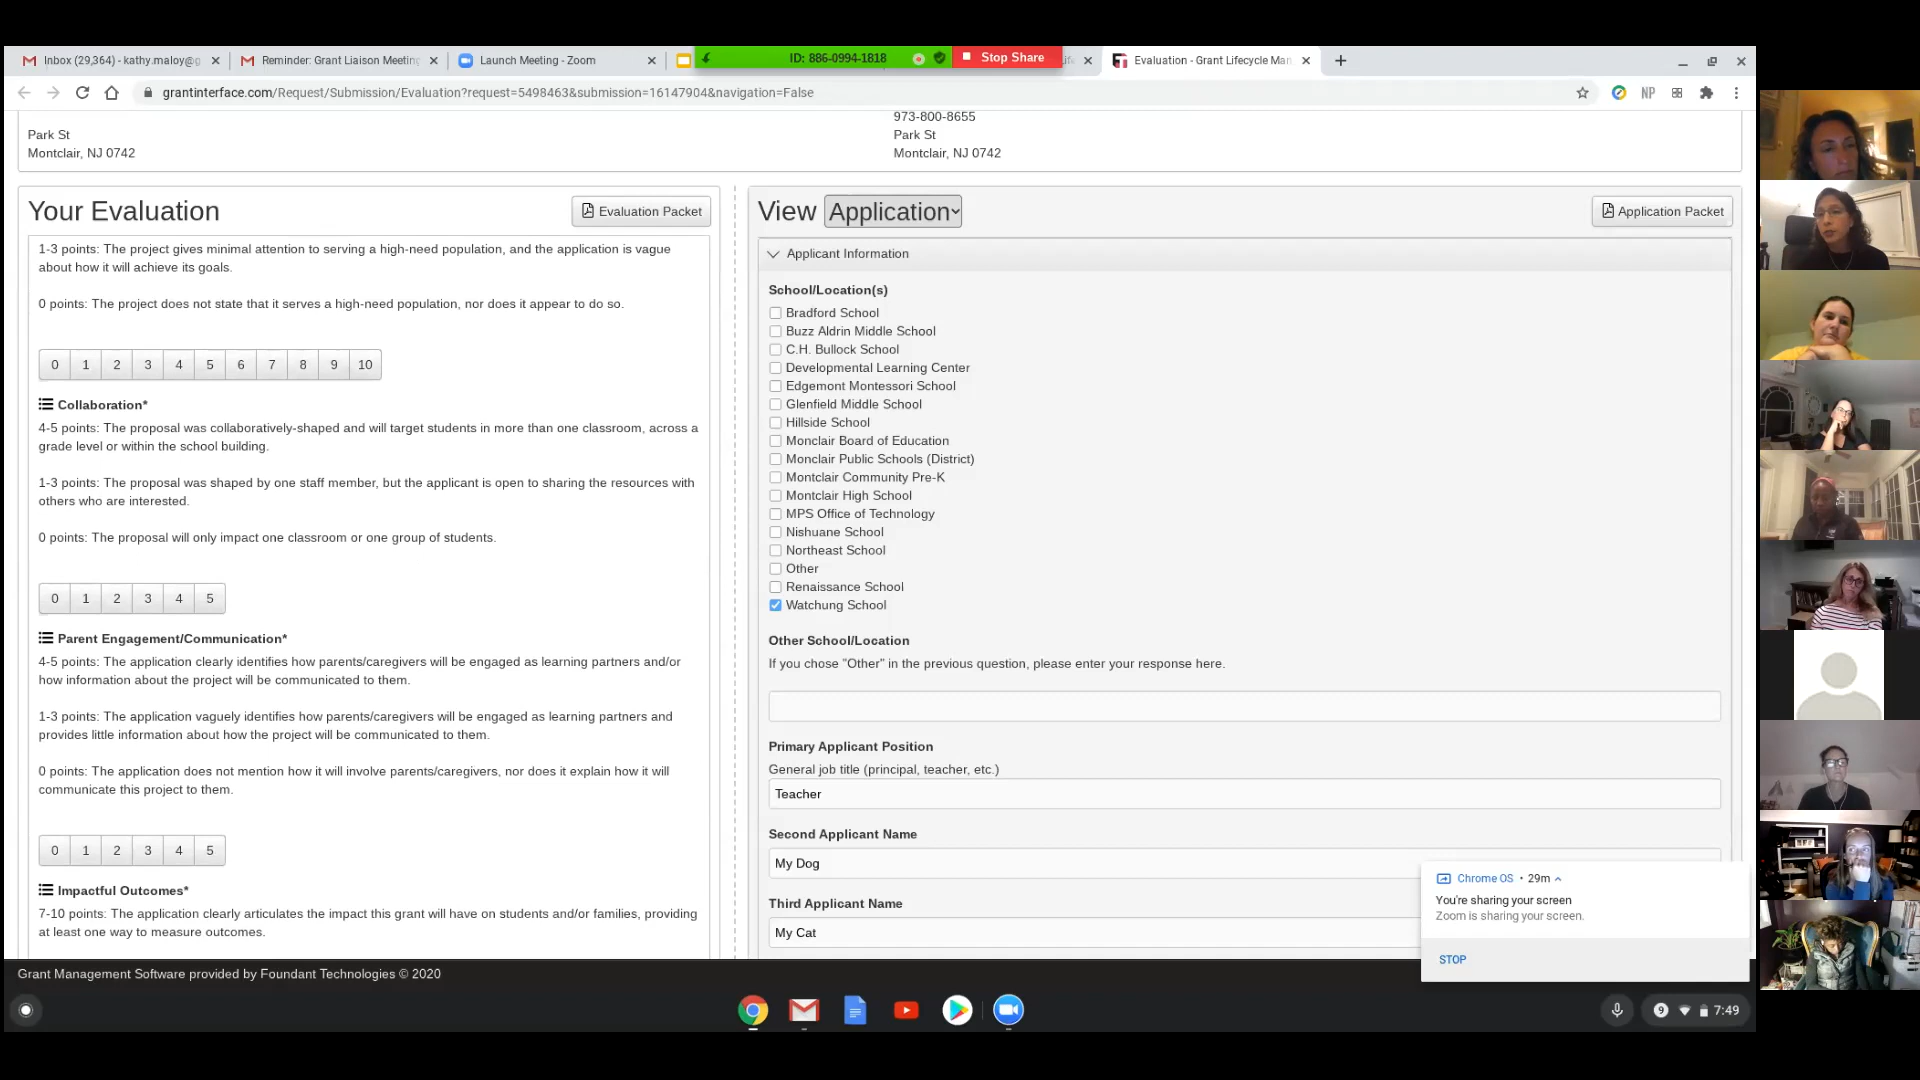 Inbox (29,364) - kathy.maloy@g
Reminder: Grant Liaison Meeting
Launch Meeting - Zoom
ID: 886-0994-1818
Stop Share
Evaluation - Grant Lifecycle Man
grantinterface.com/Request/Submission/Evaluation?request=5498463&submission=16147904&navigation=False
NP
973-800-8655
Park St
Park St
Montclair, NJ 0742
Montclair, NJ 0742
Your Evaluation
Evaluation Packet
1-3 points: The project gives minimal attention to serving a high-need population, and the application is vague
about how it will achieve its goals.
0 points: The project does not state that it serves a high-need population, nor does it appear to do so.
0 1 2 3 4 5 6 7 8 9 10
Collaboration*
4-5 points: The proposal was collaboratively-shaped and will target students in more than one classroom, across a
grade level or within the school building.
1-3 points: The proposal was shaped by one staff member, but the applicant is open to sharing the resources with
others who are interested.
0 points: The proposal will only impact one classroom or one group of students.
0 1 2 3 4 5
Parent Engagement/Communication*
4-5 points: The application clearly identifies how parents/caregivers will be engaged as learning partners and/or
how information about the project will be communicated to them.
1-3 points: The application vaguely identifies how parents/caregivers will be engaged as learning partners and
provides little information about how the project will be communicated to them.
0 points: The application does not mention how it will involve parents/caregivers, nor does it explain how it will
communicate this project to them.
0 1 2 3 4 5
Impactful Outcomes*
7-10 points: The application clearly articulates the impact this grant will have on students and/or families, providing
at least one way to measure outcomes.
View Application
Application Packet
Applicant Information
School/Location(s)
Bradford School
Buzz Aldrin Middle School
C.H. Bullock School
Developmental Learning Center
Edgemont Montessori School
Glenfield Middle School
Hillside School
Monclair Board of Education
Monclair Public Schools (District)
Montclair Community Pre-K
Montclair High School
MPS Office of Technology
Nishuane School
Northeast School
Other
Renaissance School
Watchung School
Other School/Location
If you chose "Other" in the previous question, please enter your response here.
Primary Applicant Position
General job title (principal, teacher, etc.)
Teacher
Second Applicant Name
My Dog
Third Applicant Name
My Cat
Chrome OS • 29m
You're sharing your screen
Zoom is sharing your screen.
STOP
Grant Management Software provided by Foundant Technologies © 2020
9
7:49